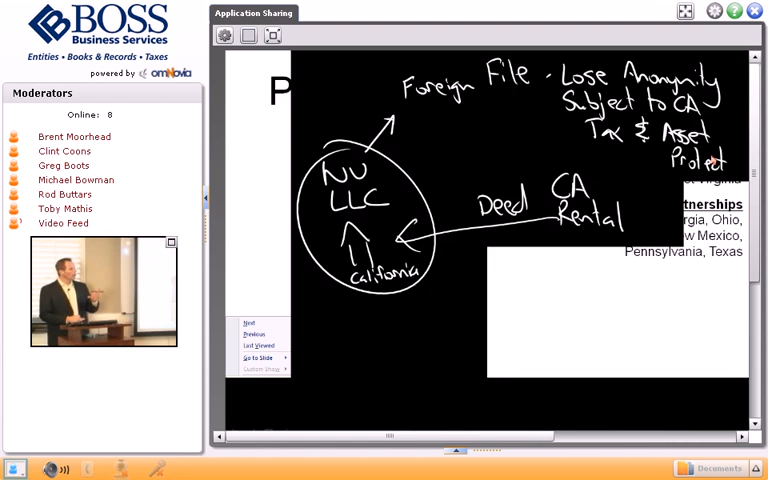 BOSS
Business Services
Entities • Books & Records • Taxes
powered by omNovia
Moderators
Online: 8
Brent Moorhead
Clint Coons
Greg Boots
Michael Bowman
Rod Buttars
Toby Mathis
Video Feed
Application Sharing
P
Foreign File - Lose Anonymity
Subject to CA
Tax & Asset
Protect
NV
LLC
California
Deed
CA
Rental
st Virginia
rtnerships
rgia, Ohio,
ew Mexico,
Pennsylvania, Texas
Next
Previous
Last Viewed
Go to Slide
Custom Show
Documents